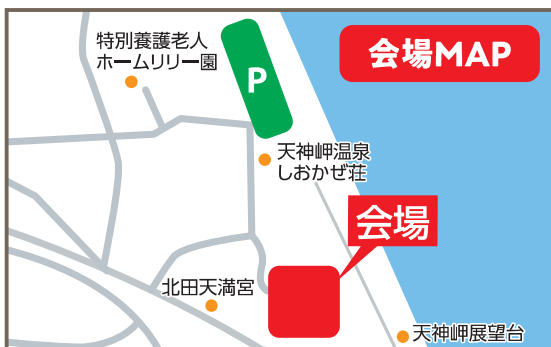 会場MAP
特別養護老人
ホームリリー園
P
天神岬温泉
しおかぜ荘
会場
北田天満宮
天神岬展望台